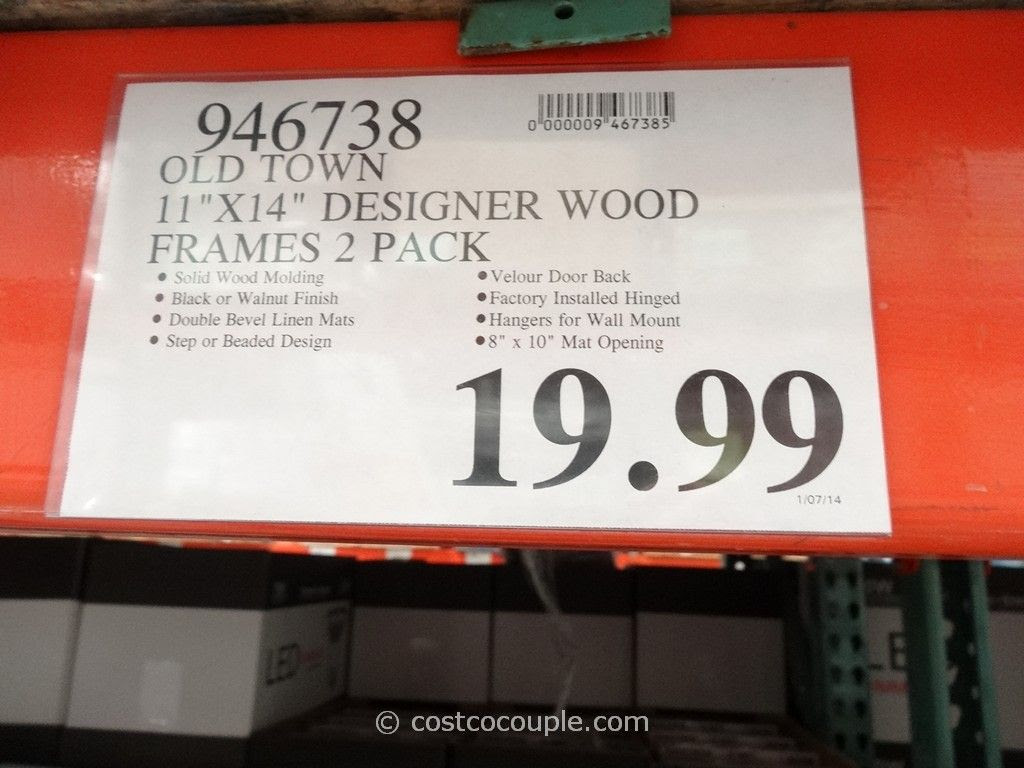 946738
0 000009 467385
OLD TOWN
11"X14" DESIGNER WOOD
FRAMES 2 PACK
• Solid Wood Molding
• Black or Walnut Finish
• Double Bevel Linen Mats
• Step or Beaded Design
• Velour Door Back
• Factory Installed Hinged
• Hangers for Wall Mount
• 8" x 10" Mat Opening
19.99
1/07/14
LED
© costcocouple.com